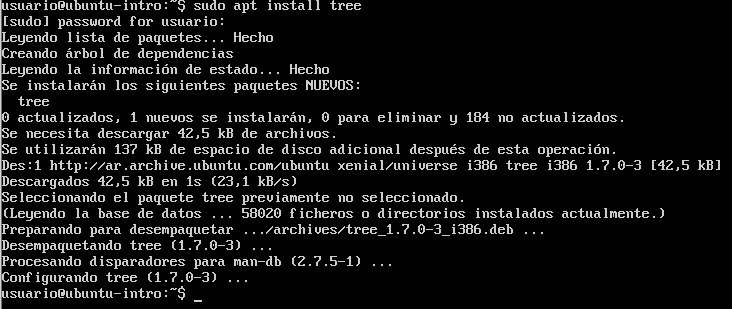 usuario@ubuntu-intro:~$ sudo apt install tree
[sudo] password for usuario:
Leyendo lista de paquetes... Hecho
Creando árbol de dependencias
Leyendo la información de estado... Hecho
Se instalarán los siguientes paquetes NUEVOS:
  tree
0 actualizados, 1 nuevos se instalarán, 0 para eliminar y 184 no actualizados.
Se necesita descargar 42,5 kB de archivos.
Se utilizarán 137 kB de espacio de disco adicional después de esta operación.
Des:1 http://ar.archive.ubuntu.com/ubuntu xenial/universe i386 tree i386 1.7.0-3 [42,5 kB]
Descargados 42,5 kB en 1s (23,1 kB/s)
Seleccionando el paquete tree previamente no seleccionado.
(Leyendo la base de datos ... 58020 ficheros o directorios instalados actualmente.)
Preparando para desempaquetar .../archives/tree_1.7.0-3_i386.deb ...
Desempaquetando tree (1.7.0-3) ...
Procesando disparadores para man-db (2.7.5-1) ...
Configurando tree (1.7.0-3) ...
usuario@ubuntu-intro:~$ _